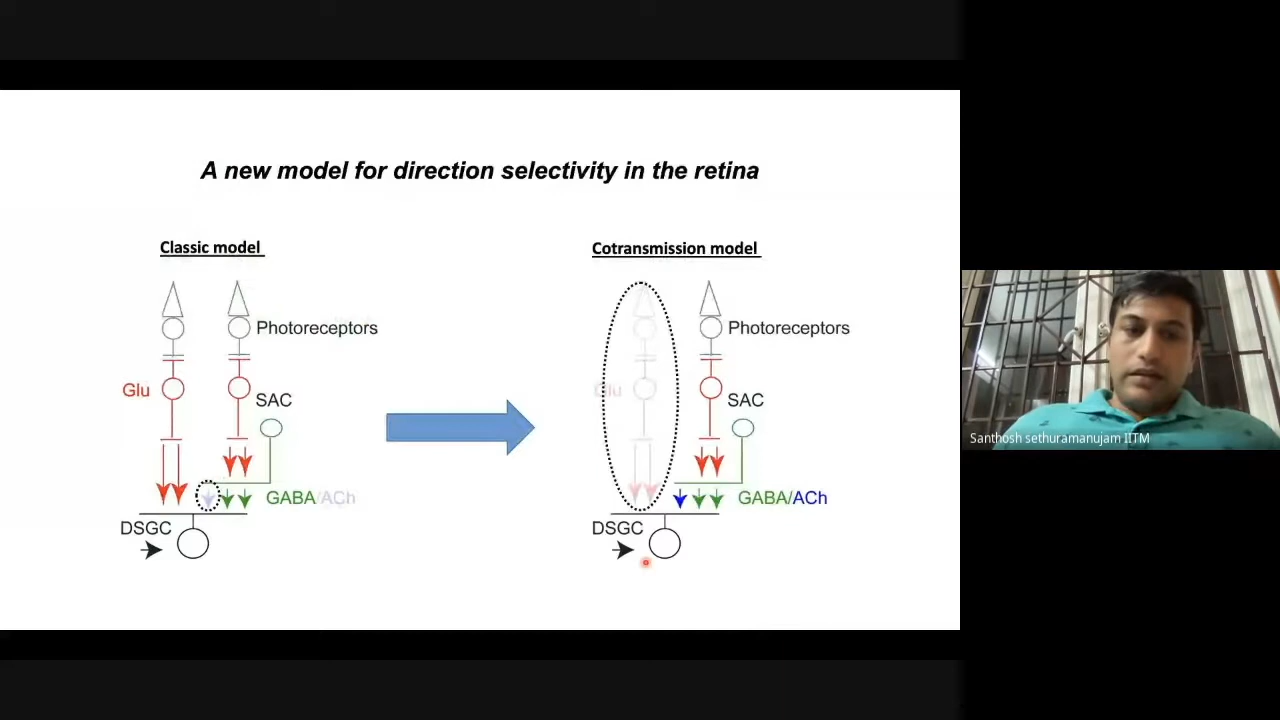 A new model for direction selectivity in the retina
Classic model
Cotransmission model
Photoreceptors
Glu
SAC
GABA/ACh
DSGC
Photoreceptors
Glu
SAC
GABA/ACh
DSGC
Santhosh sethuramanujam IITM